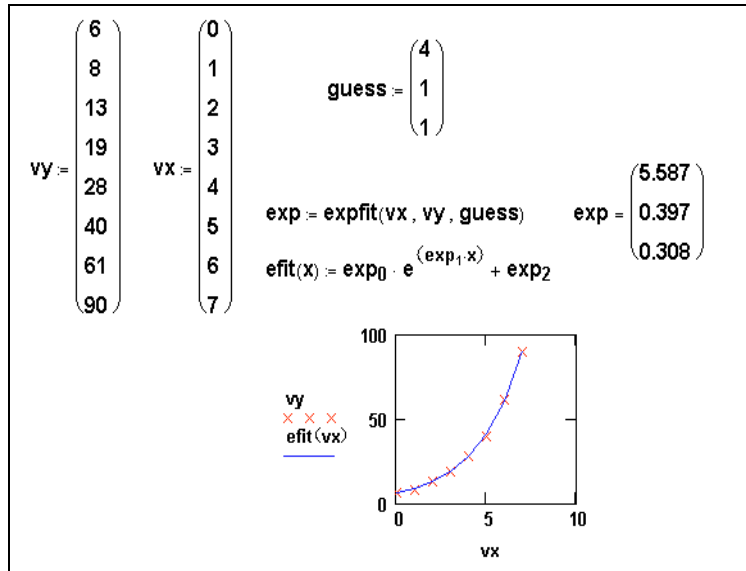 vy :=
6
8
13
19
28
40
61
90
vx :=
0
1
2
3
4
5
6
7
guess :=
4
1
1
exp := expfit(vx , vy , guess)
exp =
5.587
0.397
0.308
efit(x) := exp₀ · e^(exp₁·x) + exp₂
100
50
0
0 5 10
vy
× × ×
efit(vx)
vx